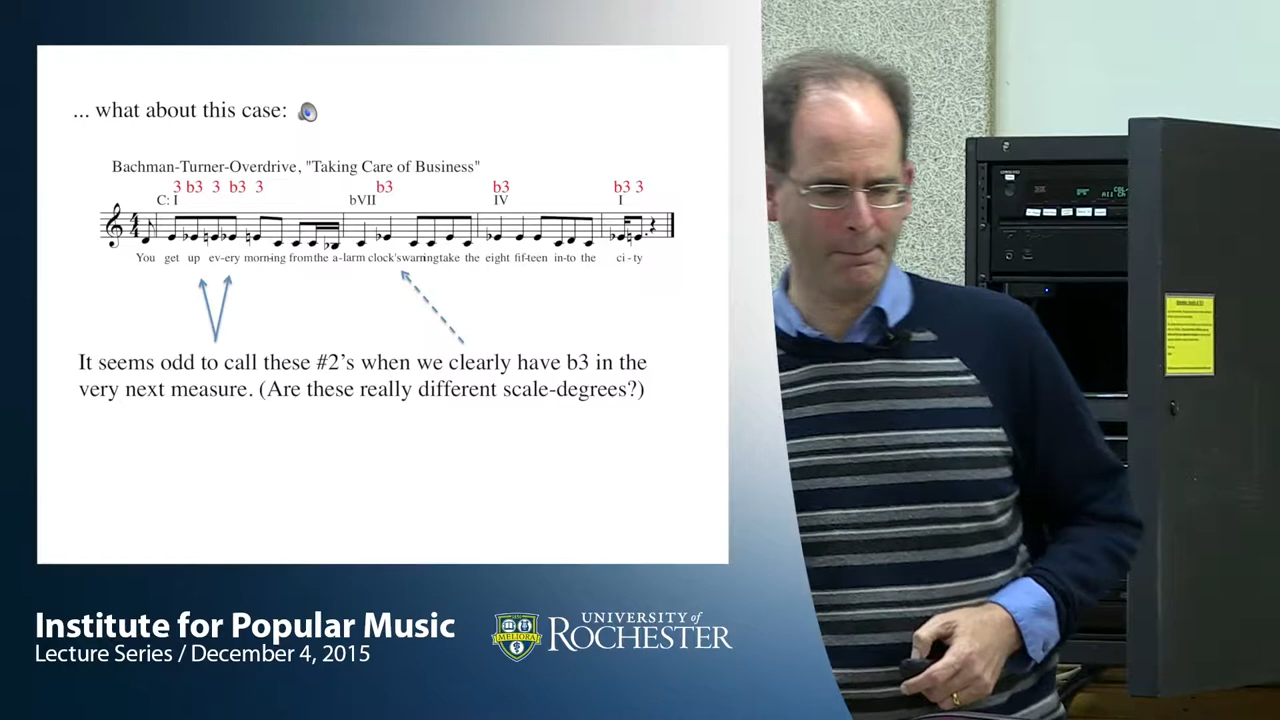 ... what about this case:
Bachman-Turner-Overdrive, "Taking Care of Business"
3 b3 3 b3 3 b3 b3 b3 3
C: I bVII IV I
You get up ev-ery morn-ing from the a-larm clock's warning take the eight fif-teen in-to the ci-ty
It seems odd to call these #2's when we clearly have b3 in the
very next measure. (Are these really different scale-degrees?)
Institute for Popular Music
Lecture Series / December 4, 2015
MELIORA
UNIVERSITY of
ROCHESTER